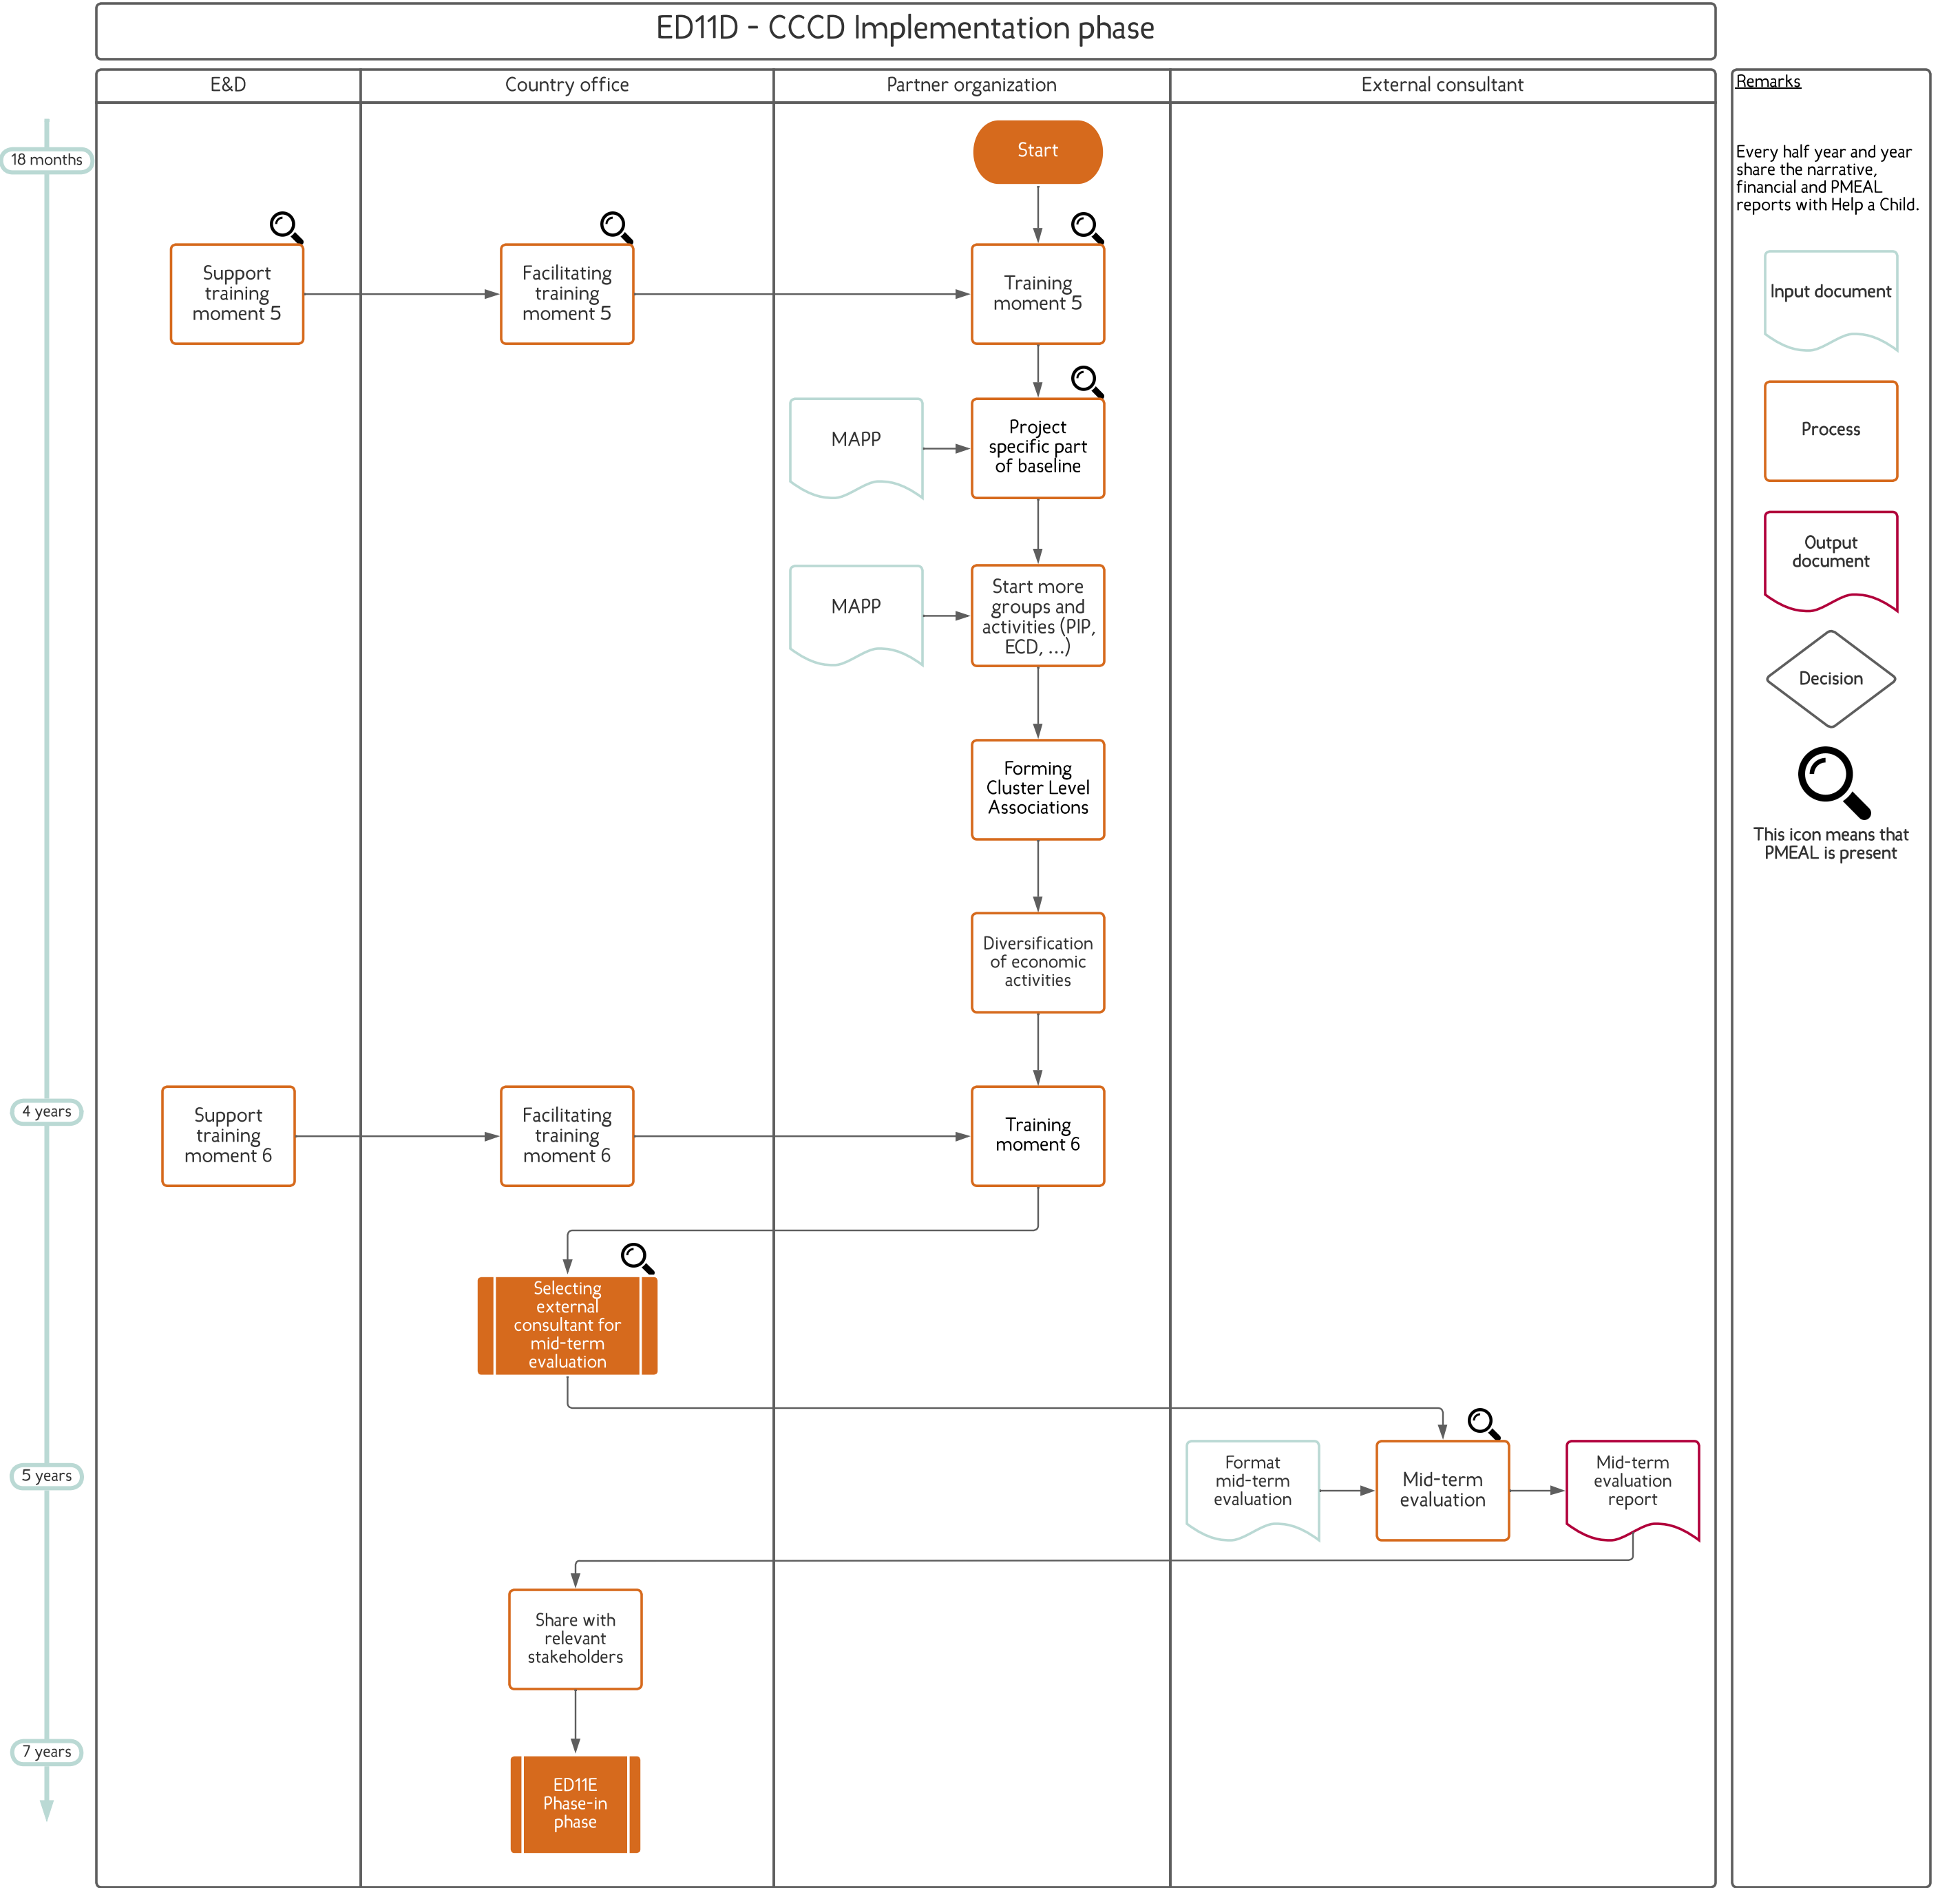 ED11D - CCCD Implementation phase
E&D
Country office
Partner organization
External consultant
Remarks
Every half year and year
share the narrative,
financial and PMEAL
reports with Help a Child.
Input document
Process
Output
document
Decision
This icon means that
PMEAL is present
18 months
Start
Support
training
moment 5
Facilitating
training
moment 5
Training
moment 5
MAPP
Project
specific part
of baseline
MAPP
Start more
groups and
activities (PIP,
ECD, ...)
Forming
Cluster Level
Associations
Diversification
of economic
activities
4 years
Support
training
moment 6
Facilitating
training
moment 6
Training
moment 6
Selecting
external
consultant for
mid-term
evaluation
5 years
Format
mid-term
evaluation
Mid-term
evaluation
Mid-term
evaluation
report
Share with
relevant
stakeholders
7 years
ED11E
Phase-in
phase